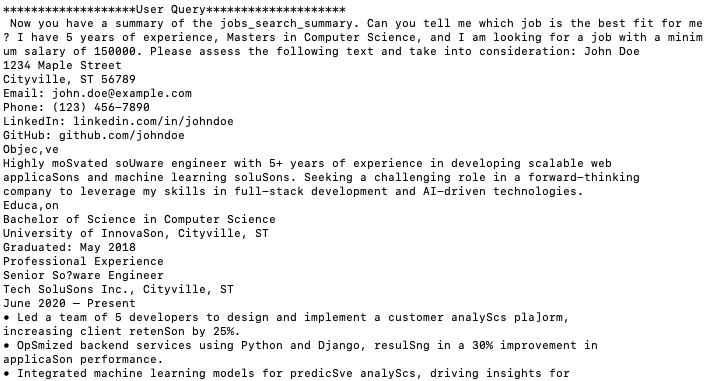 *******************User Query********************
Now you have a summary of the jobs_search_summary. Can you tell me which job is the best fit for me
? I have 5 years of experience, Masters in Computer Science, and I am looking for a job with a minim
um salary of 150000. Please assess the following text and take into consideration: John Doe
1234 Maple Street
Cityville, ST 56789
Email: john.doe@example.com
Phone: (123) 456-7890
LinkedIn: linkedin.com/in/johndoe
GitHub: github.com/johndoe
Objec,ve
Highly moSvated soUware engineer with 5+ years of experience in developing scalable web
applicaSons and machine learning soluSons. Seeking a challenging role in a forward-thinking
company to leverage my skills in full-stack development and AI-driven technologies.
Educa,on
Bachelor of Science in Computer Science
University of InnovaSon, Cityville, ST
Graduated: May 2018
Professional Experience
Senior So?ware Engineer
Tech SoluSons Inc., Cityville, ST
June 2020 – Present
• Led a team of 5 developers to design and implement a customer analyScs pla]orm,
increasing client retenSon by 25%.
• OpSmized backend services using Python and Django, resulSng in a 30% improvement in
applicaSon performance.
• Integrated machine learning models for predicSve analyScs, driving insights for